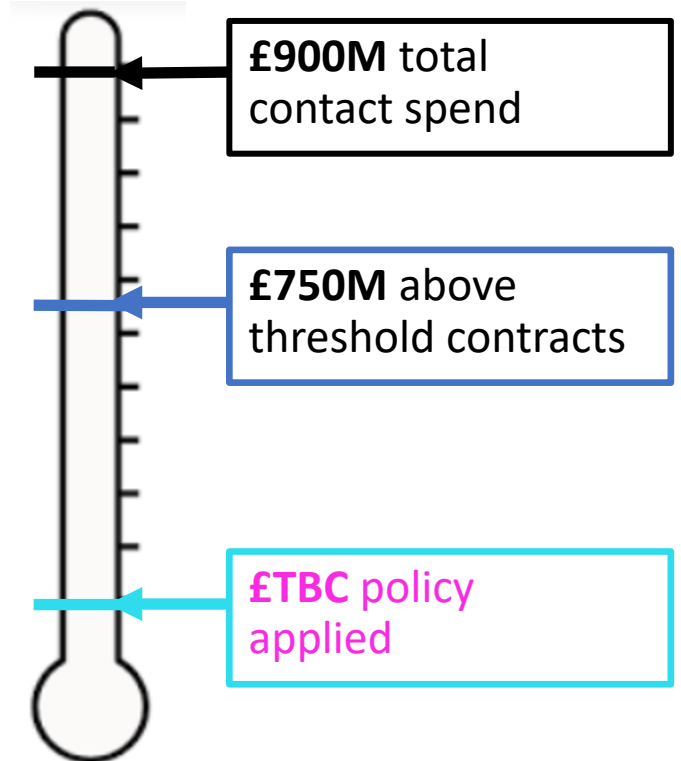 £900M total
contact spend
£750M above
threshold contracts
£TBC policy
applied